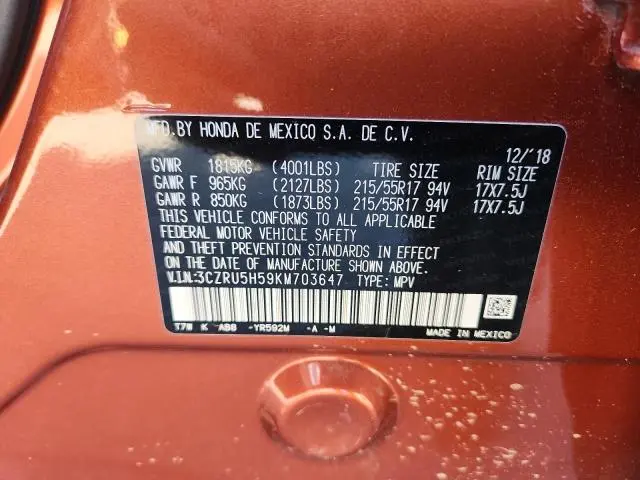 MFD.BY HONDA DE MEXICO S.A. DE C.V.
12/'18
GVWR 1815KG (4001LBS) TIRE SIZE RIM SIZE
GAWR F 965KG (2127LBS) 215/55R17 94V 17X7.5J
GAWR R 850KG (1873LBS) 215/55R17 94V 17X7.5J
THIS VEHICLE CONFORMS TO ALL APPLICABLE
FEDERAL MOTOR VEHICLE SAFETY
AND THEFT PREVENTION STANDARDS IN EFFECT
ON THE DATE OF MANUFACTURE SHOWN ABOVE.
V.I.N:3CZRU5H59KM703647 TYPE: MPV
T7W K ABB -YR592M -A -M
MADE IN MEXICO